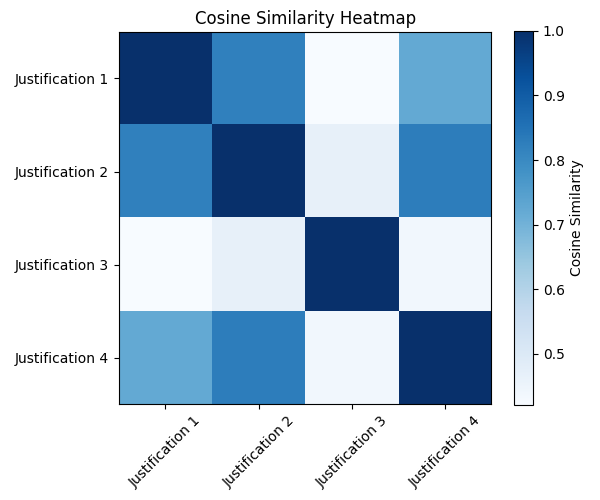 Cosine Similarity Heatmap
Justification 1
Justification 2
Justification 3
Justification 4
Justification 1
Justification 2
Justification 3
Justification 4
1.0
0.9
0.8
0.7
0.6
0.5
Cosine Similarity